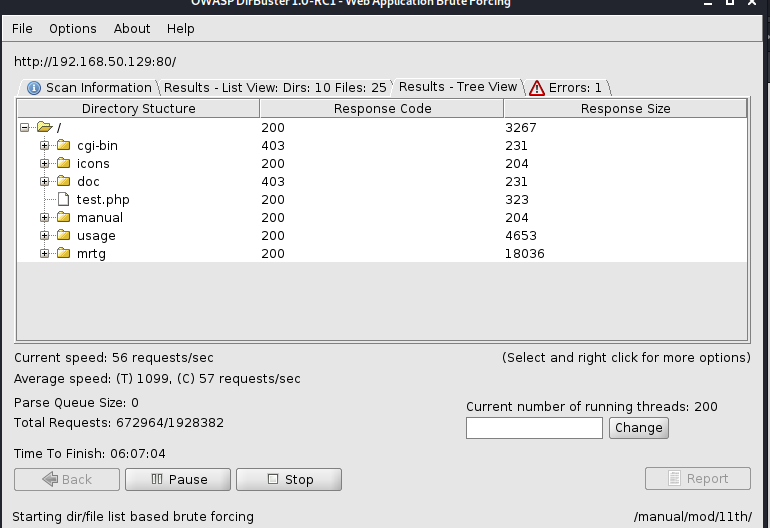 OWASP DirBuster 1.0-RC1 - Web Application Brute Forcing
File Options About Help
http://192.168.50.129:80/
Scan Information Results - List View: Dirs: 10 Files: 25 Results - Tree View Errors: 1
Directory Stucture Response Code Response Size
/ 200 3267
cgi-bin 403 231
icons 200 204
doc 403 231
test.php 200 323
manual 200 204
usage 200 4653
mrtg 200 18036
Current speed: 56 requests/sec (Select and right click for more options)
Average speed: (T) 1099, (C) 57 requests/sec
Parse Queue Size: 0
Current number of running threads: 200
Total Requests: 672964/1928382
Change
Time To Finish: 06:07:04
Back Pause Stop Report
Starting dir/file list based brute forcing /manual/mod/11th/